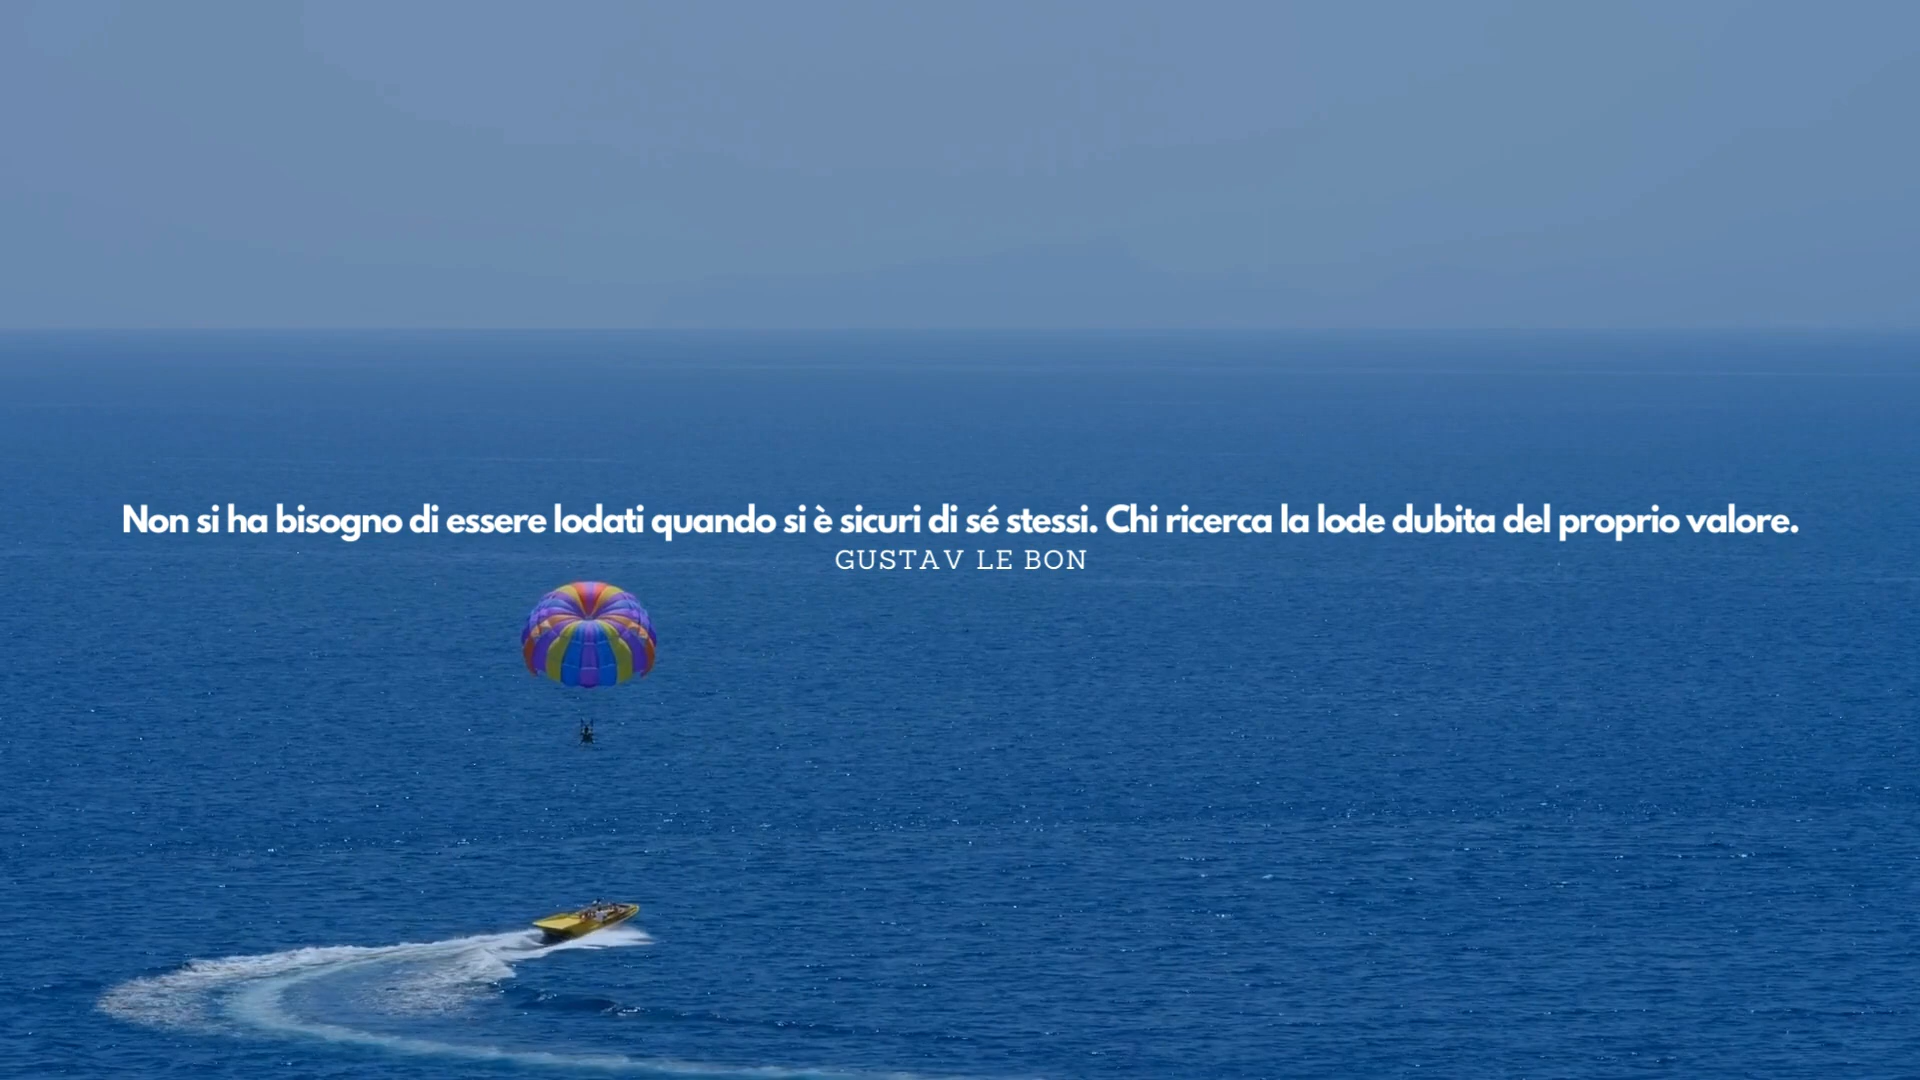 Non si ha bisogno di essere lodati quando si è sicuri di sé stessi. Chi ricerca la lode dubita del proprio valore.
GUSTAV LE BON